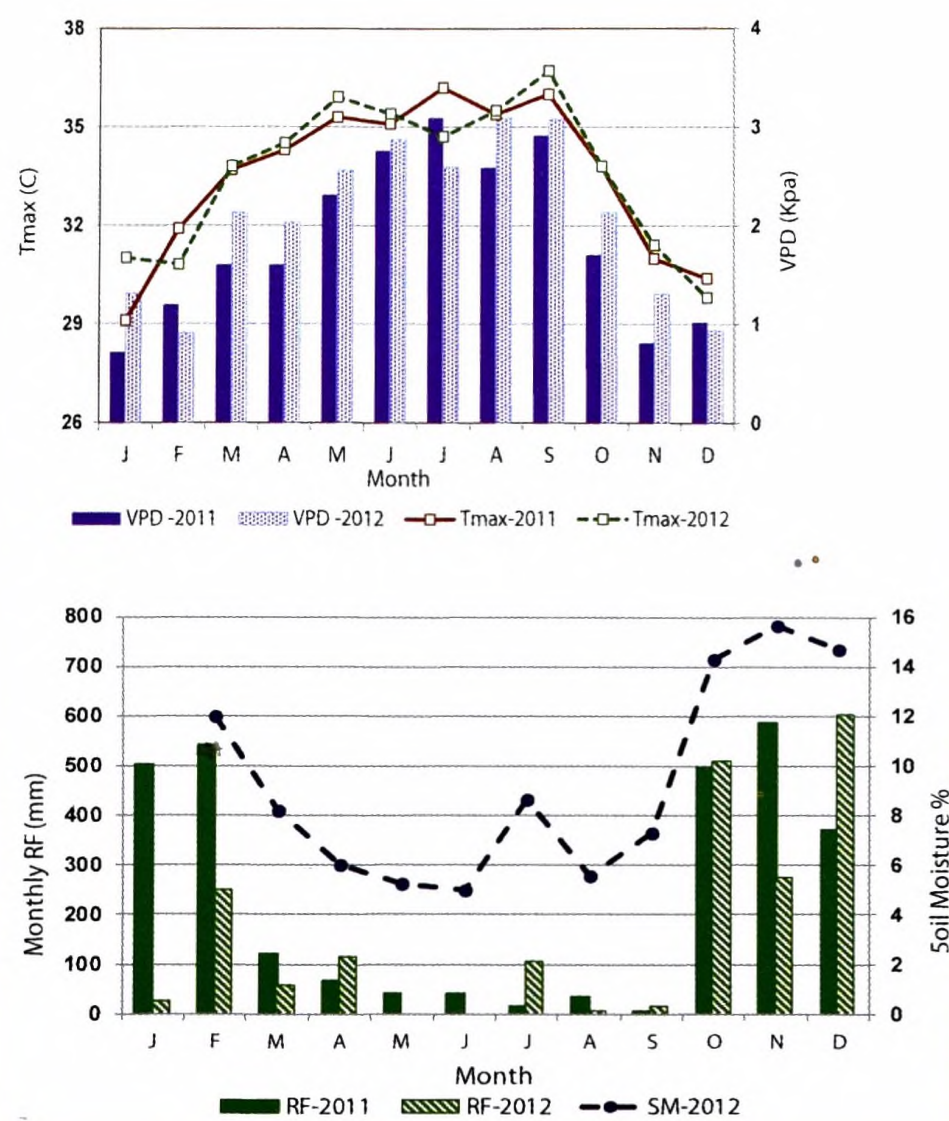 38
4
35
3
32
2
29
1
26
0
Tmax (C)
VPD (Kpa)
J F M A M J J A S O N D
Month
VPD -2011 VPD -2012 Tmax-2011 Tmax-2012
800
16
700
14
600
12
500
10
400
8
300
6
200
4
100
2
0
0
Monthly RF (mm)
Soil Moisture %
J F M A M J J A S O N D
Month
RF-2011 RF-2012 SM-2012